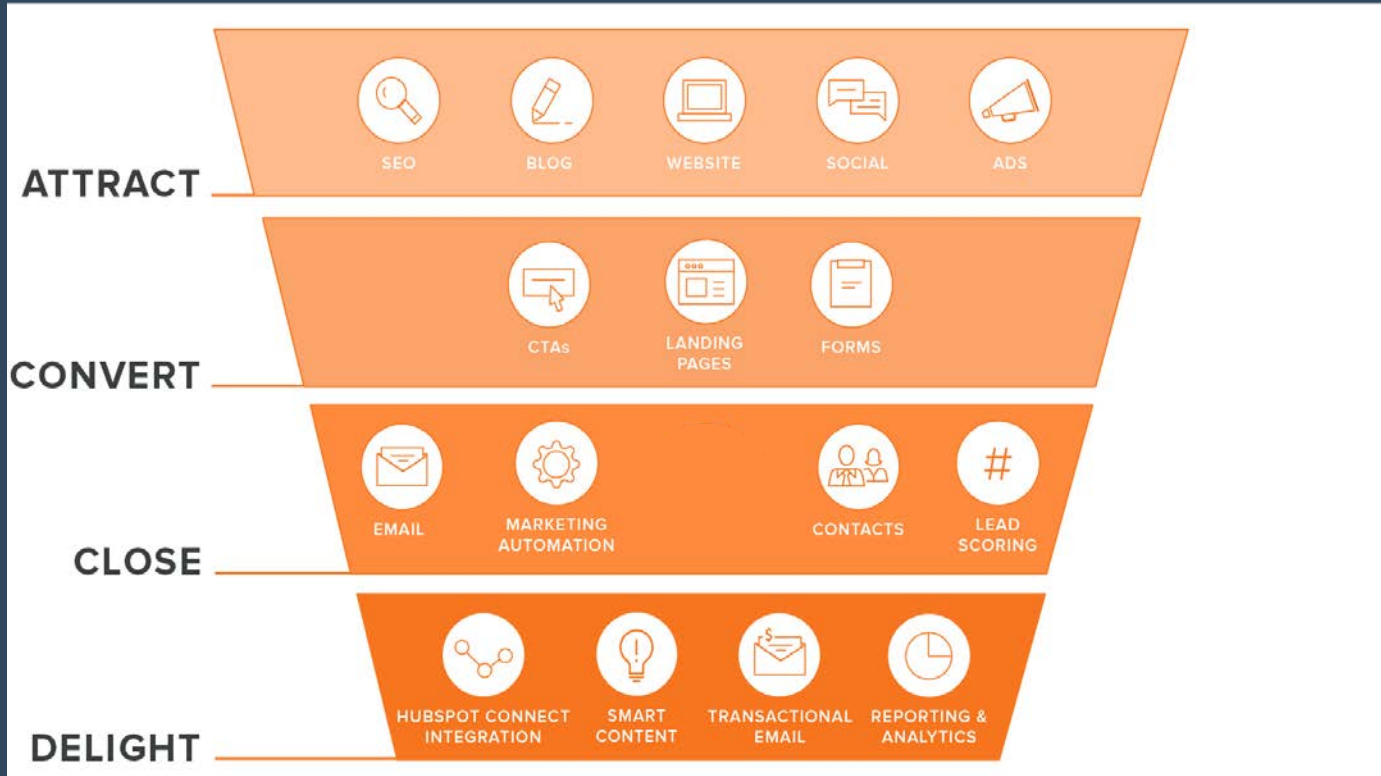 SEO
BLOG
WEBSITE
SOCIAL
ADS
ATTRACT
CTAs
LANDING
PAGES
FORMS
CONVERT
EMAIL
MARKETING
AUTOMATION
CONTACTS
#
LEAD
SCORING
CLOSE
HUBSPOT CONNECT
INTEGRATION
SMART
CONTENT
$
TRANSACTIONAL
EMAIL
REPORTING &
ANALYTICS
DELIGHT